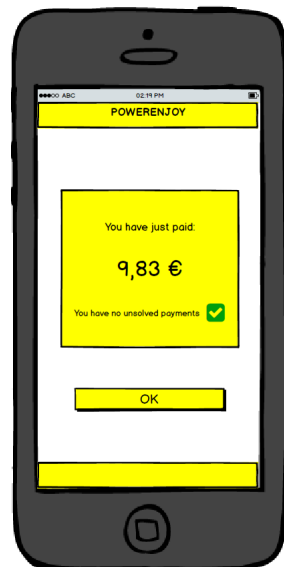 ABC 02:19 PM
POWERENJOY
You have just paid:
9,83 €
You have no unsolved payments
OK